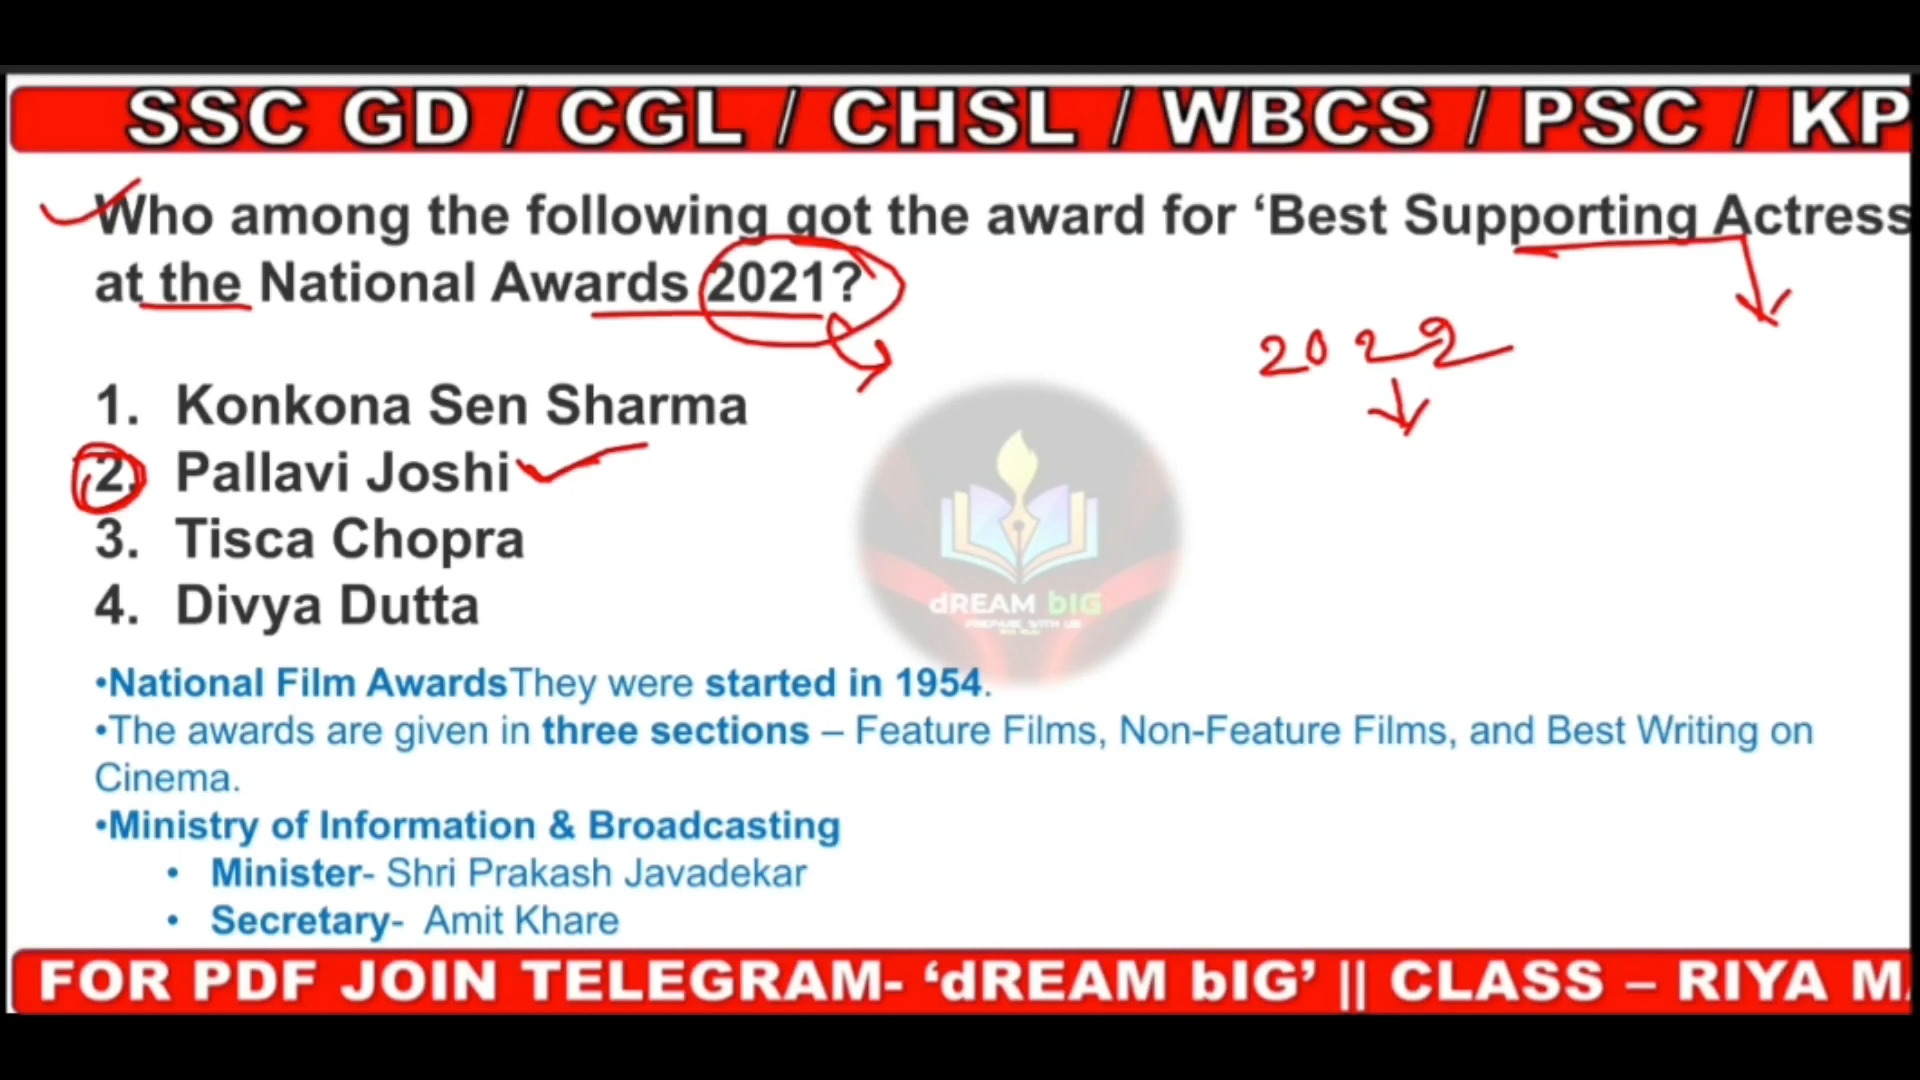 SSC GD / CGL / CHSL / WBCS / PSC / KP
Who among the following got the award for ‘Best Supporting Actress
at the National Awards 2021?
2022
1. Konkona Sen Sharma
2. Pallavi Joshi
3. Tisca Chopra
4. Divya Dutta
dREAM bIG
PREPARE WITH US
•National Film AwardsThey were started in 1954.
•The awards are given in three sections – Feature Films, Non-Feature Films, and Best Writing on
Cinema.
•Ministry of Information & Broadcasting
• Minister- Shri Prakash Javadekar
• Secretary- Amit Khare
FOR PDF JOIN TELEGRAM- ‘dREAM bIG’ || CLASS – RIYA MA